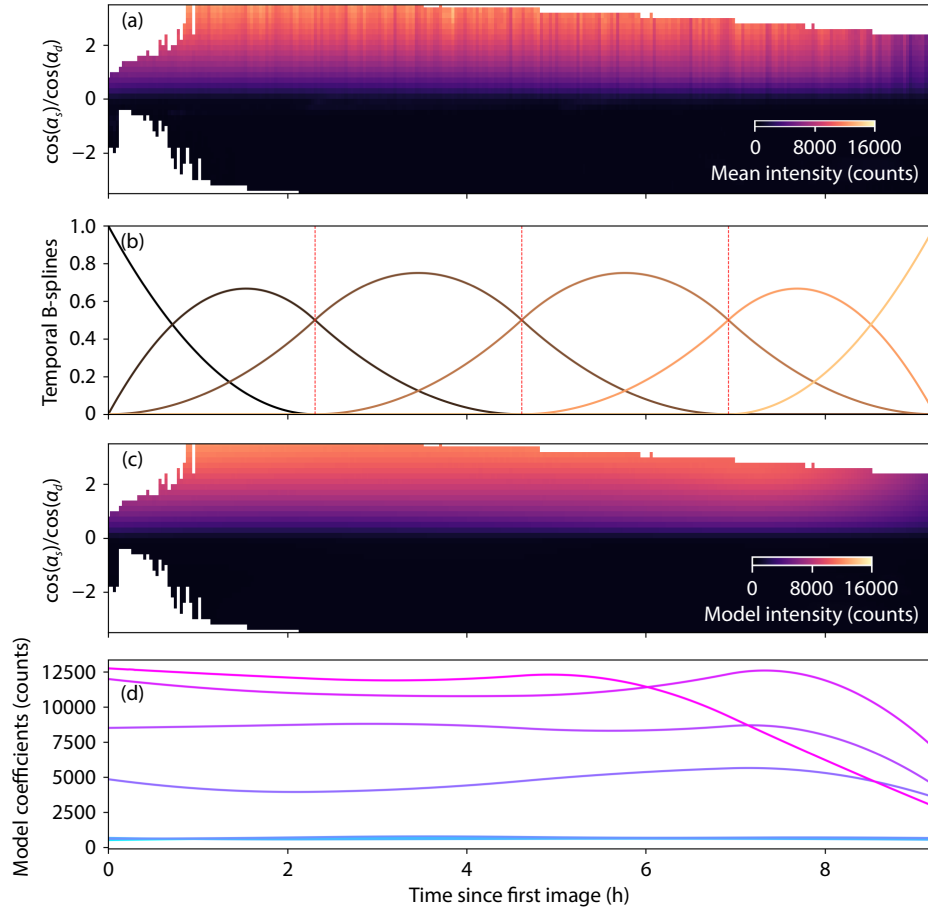 (a)
cos(αs)/cos(αd)
2
0
−2
0 8000 16000
Mean intensity (counts)
(b)
Temporal B-splines
1.0
0.8
0.6
0.4
0.2
0
(c)
cos(αs)/cos(αd)
2
0
−2
0 8000 16000
Model intensity (counts)
(d)
Model coefficients (counts)
12500
10000
7500
5000
2500
0
0 2 4 6 8
Time since first image (h)